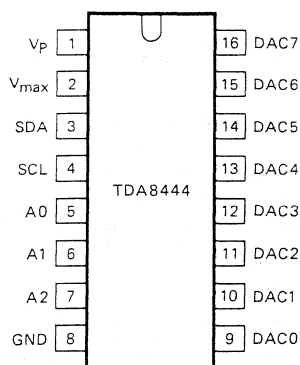 VP 1 16 DAC7
Vmax 2 15 DAC6
SDA 3 14 DAC5
SCL 4 13 DAC4
TDA8444
A0 5 12 DAC3
A1 6 11 DAC2
A2 7 10 DAC1
GND 8 9 DAC0